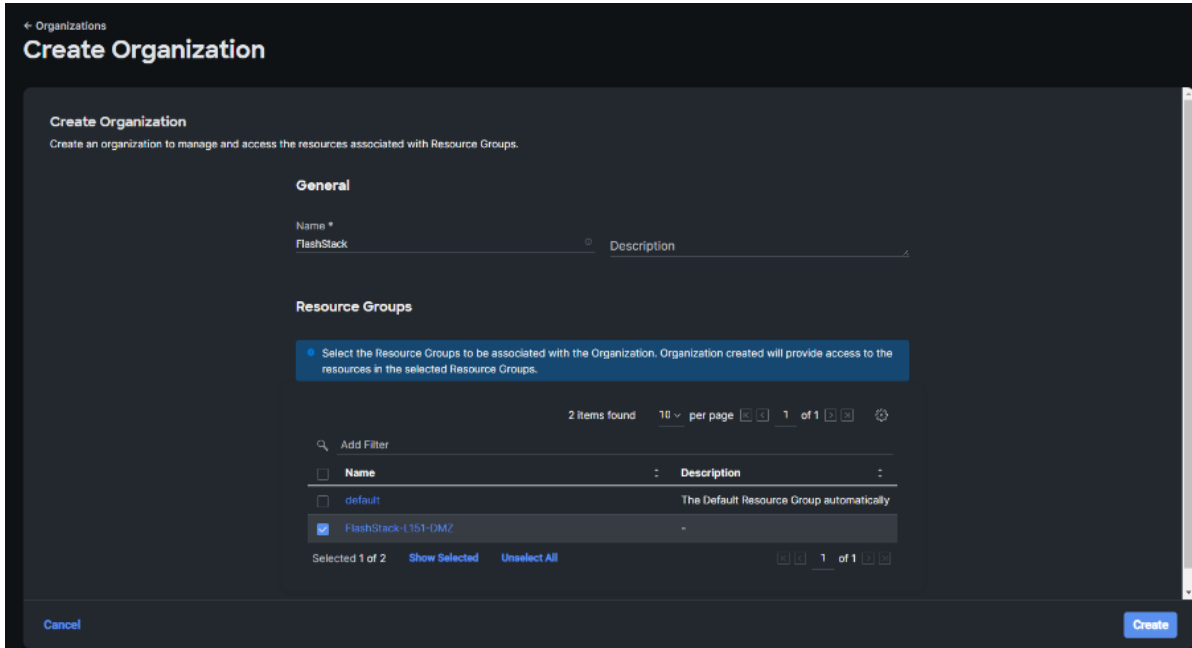 ← Organizations
Create Organization
Create Organization
Create an organization to manage and access the resources associated with Resource Groups.
General
Name *
FlashStack
Description
Resource Groups
Select the Resource Groups to be associated with the Organization. Organization created will provide access to the
resources in the selected Resource Groups.
2 items found 10 per page 1 of 1
Add Filter
Name Description
default The Default Resource Group automatically
FlashStack-L151-DMZ -
Selected 1 of 2 Show Selected Unselect All 1 of 1
Cancel Create